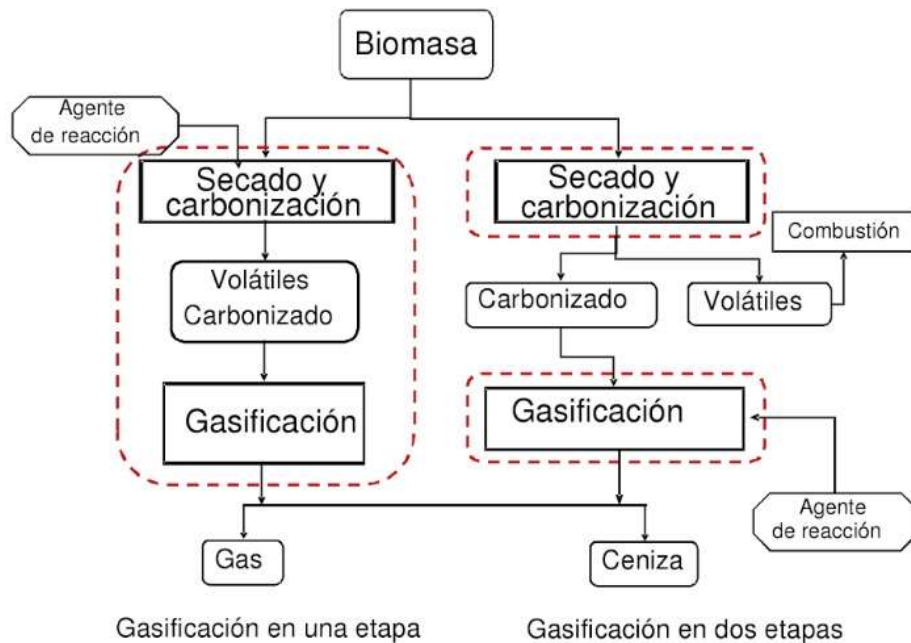 Biomasa
Agente
de reacción
Secado y
carbonización
Volátiles
Carbonizado
Gasificación
Secado y
carbonización
Combustión
Carbonizado
Volátiles
Gasificación
Agente
de reacción
Gas
Ceniza
Gasificación en una etapa
Gasificación en dos etapas